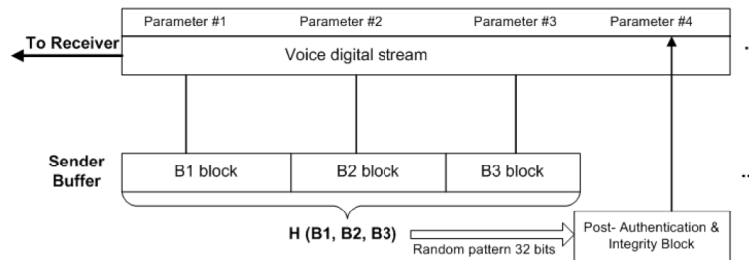 Parameter #1 Parameter #2 Parameter #3 Parameter #4
To Receiver
Voice digital stream
Sender
Buffer
B1 block B2 block B3 block
H (B1, B2, B3)
Random pattern 32 bits
Post- Authentication &
Integrity Block